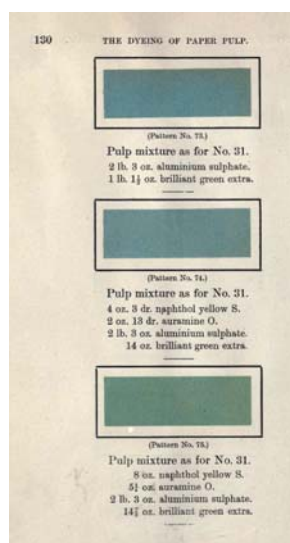 130
THE DYEING OF PAPER PULP.
(Pattern No. 73.)
Pulp mixture as for No. 31.
2 lb. 3 oz. aluminium sulphate.
1 lb. 1½ oz. brilliant green extra.
(Pattern No. 74.)
Pulp mixture as for No. 31.
4 oz. 3 dr. naphthol yellow S.
2 oz. 13 dr. auramine O.
2 lb. 3 oz. aluminium sulphate.
14 oz. brilliant green extra.
(Pattern No. 75.)
Pulp mixture as for No. 31.
8 oz. naphthol yellow S.
oz. auramine O.
2 lb. 3 oz. aluminium sulphate.
oz. brilliant green extra.